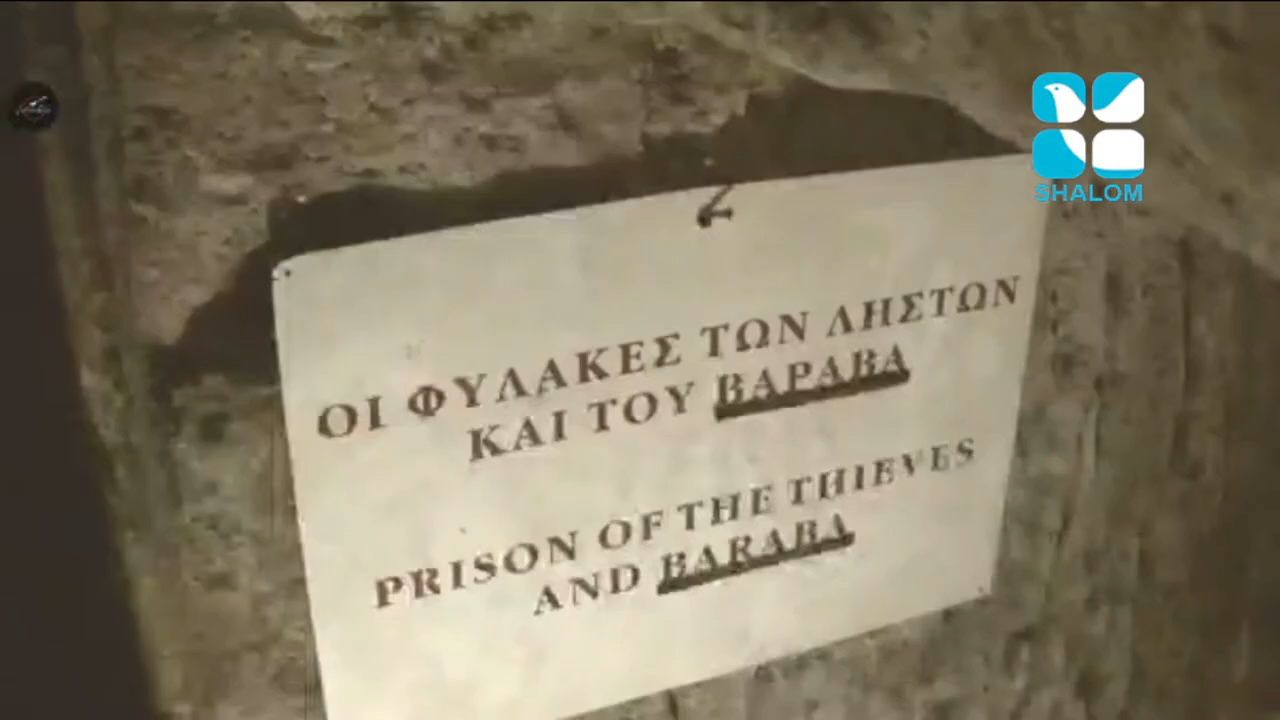 SHALOM
ΟΙ ΦΥΛΑΚΕΣ ΤΩΝ ΛΗΣΤΩΝ
ΚΑΙ ΤΟΥ ΒΑΡΑΒΑ
PRISON OF THE THIEVES
AND BARABA